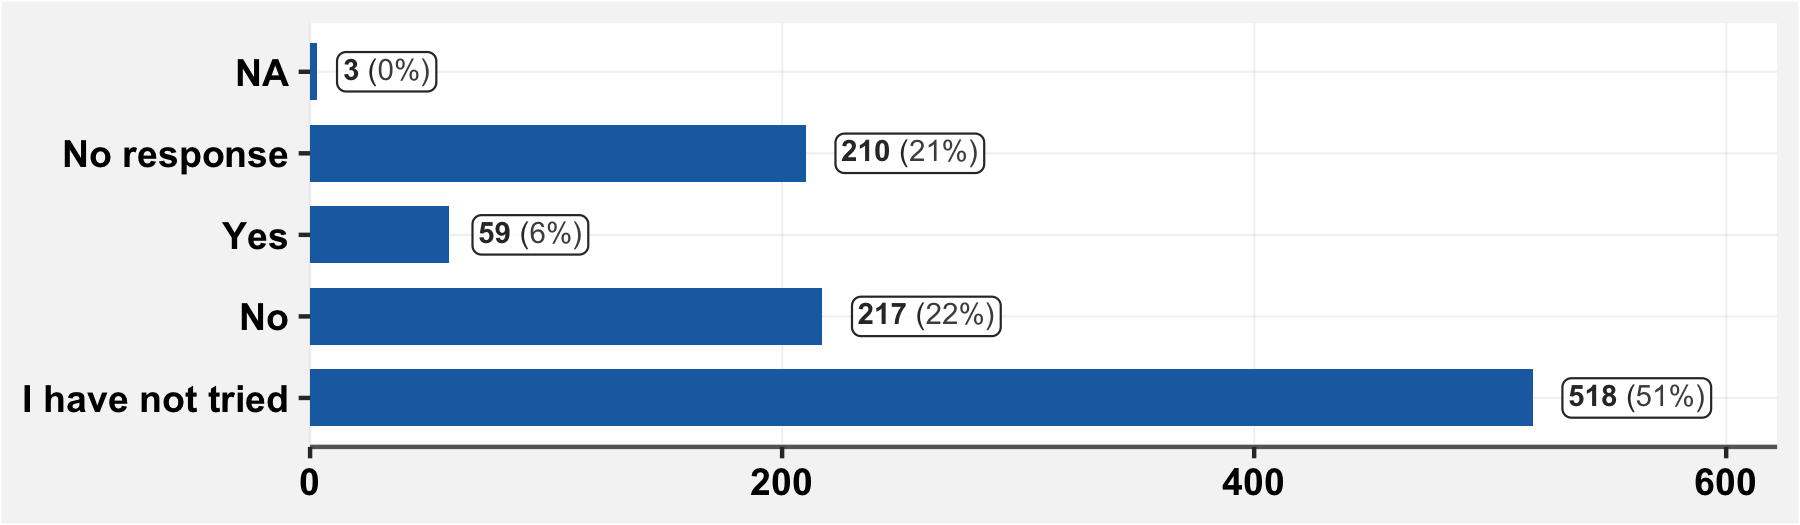 NA 3 (0%)
No response 210 (21%)
Yes 59 (6%)
No 217 (22%)
I have not tried 518 (51%)
0 200 400 600